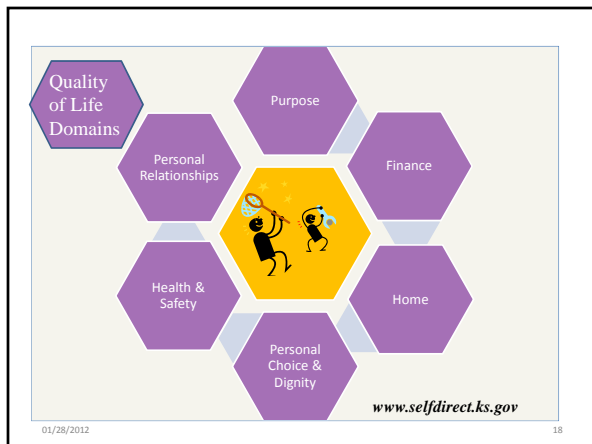 Quality
of Life
Domains
Purpose
Finance
Home
Personal
Choice &
Dignity
Health &
Safety
Personal
Relationships
www.selfdirect.ks.gov
01/28/2012
18